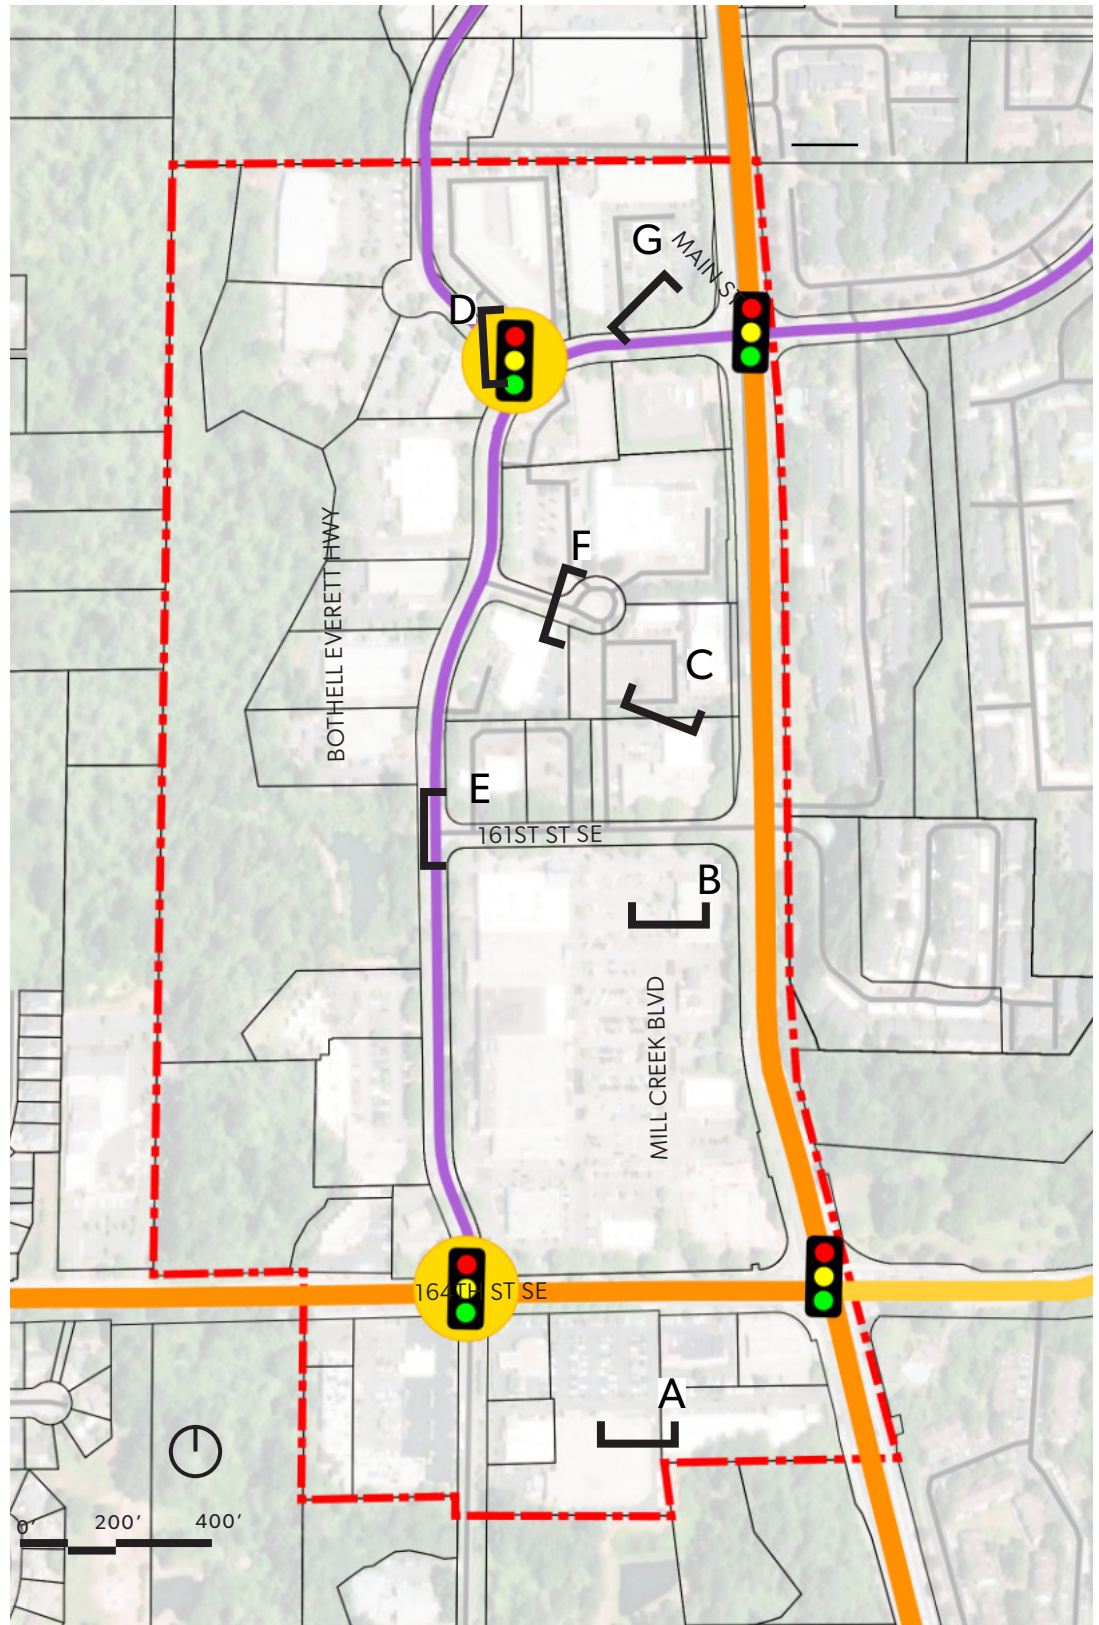 G
MAIN ST
D
F
BOTHELL EVERETT HWY
C
E
161ST ST SE
B
MILL CREEK BLVD
164TH ST SE
A
0’ 200’ 400’